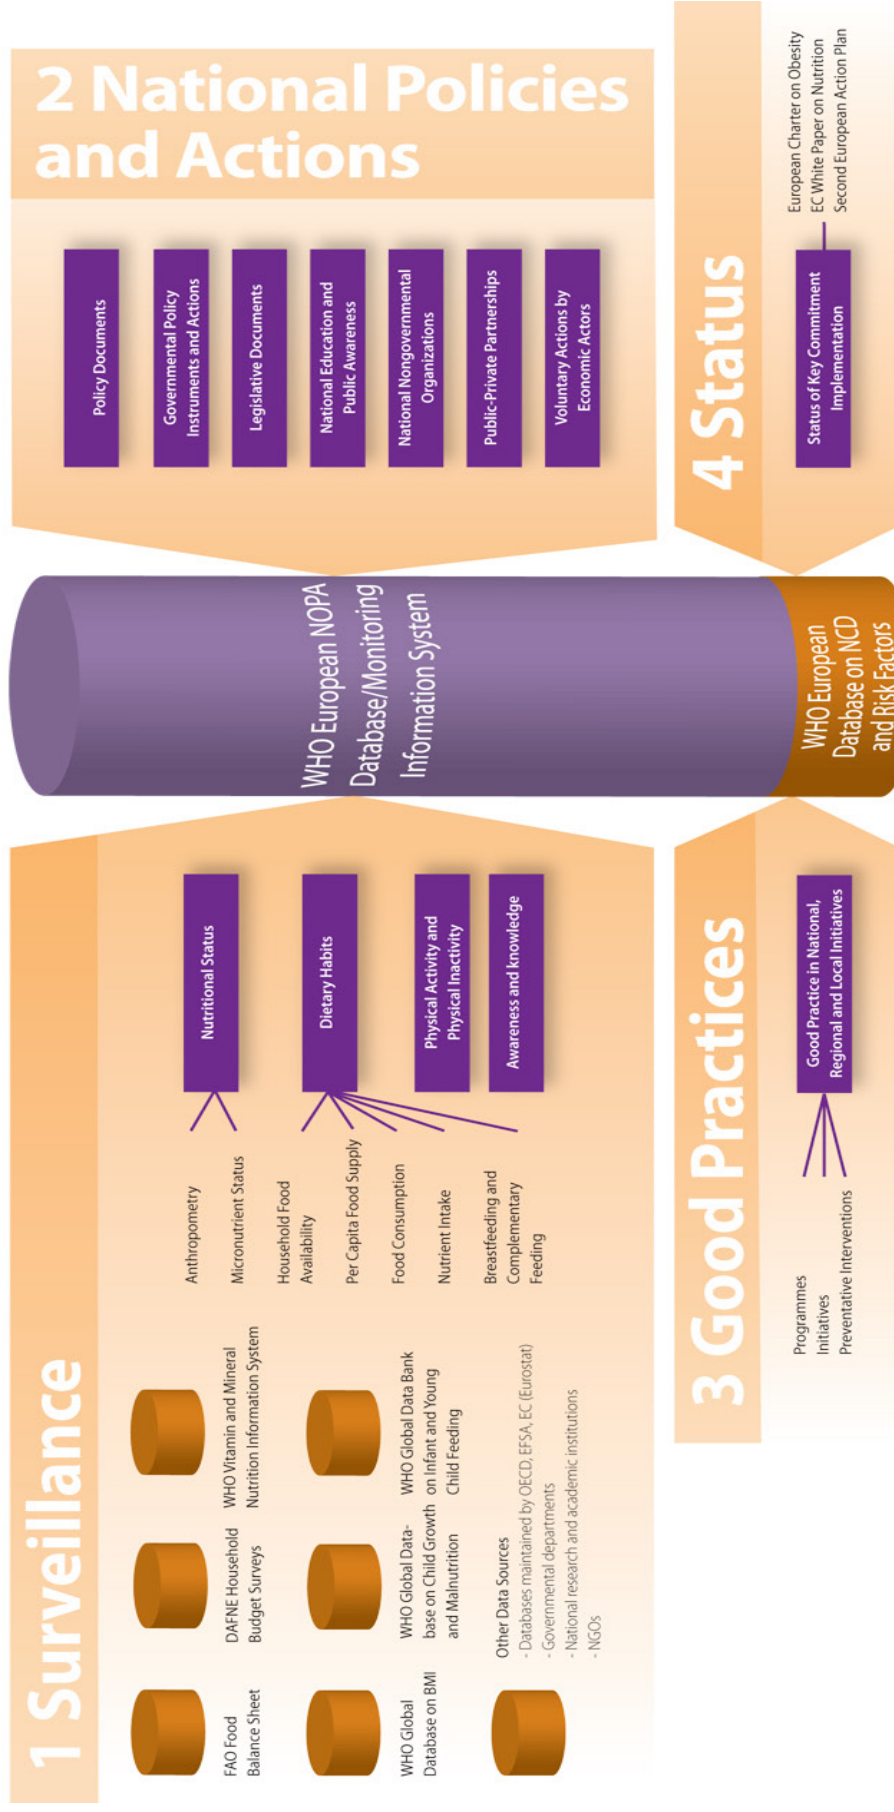 1 Surveillance
FAO Food
Balance Sheet
DAFNE Household
Budget Surveys
WHO Vitamin and Mineral
Nutrition Information System
WHO Global
Database on BMI
WHO Global Data-
base on Child Growth
and Malnutrition
WHO Global Data Bank
on Infant and Young
Child Feeding
Other Data Sources
- Databases maintained by OECD, EFSA, EC (Eurostat)
- Governmental departments
- National research and academic institutions
- NGOs
Anthropometry
Micronutrient Status
Household Food
Availability
Per Capita Food Supply
Food Consumption
Nutrient Intake
Breastfeeding and
Complementary
Feeding
Nutritional Status
Dietary Habits
Physical Activity and
Physical Inactivity
Awareness and knowledge
WHO European NOPA
Database/Monitoring
Information System
2 National Policies
and Actions
Policy Documents
Governmental Policy
Instruments and Actions
Legislative Documents
National Education and
Public Awareness
National Nongovernmental
Organizations
Public-Private Partnerships
Voluntary Actions by
Economic Actors
3 Good Practices
Programmes
Initiatives
Preventative Interventions
Good Practice in National,
Regional and Local Initiatives
WHO European
Database on NCD
and Risk Factors
4 Status
Status of Key Commitment
Implementation
European Charter on Obesity
EC White Paper on Nutrition
Second European Action Plan